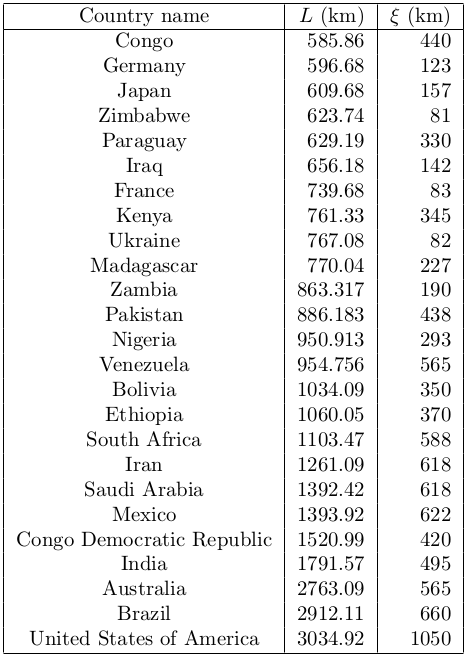 Country name L (km) ξ (km)
Congo 585.86 440
Germany 596.68 123
Japan 609.68 157
Zimbabwe 623.74 81
Paraguay 629.19 330
Iraq 656.18 142
France 739.68 83
Kenya 761.33 345
Ukraine 767.08 82
Madagascar 770.04 227
Zambia 863.317 190
Pakistan 886.183 438
Nigeria 950.913 293
Venezuela 954.756 565
Bolivia 1034.09 350
Ethiopia 1060.05 370
South Africa 1103.47 588
Iran 1261.09 618
Saudi Arabia 1392.42 618
Mexico 1393.92 622
Congo Democratic Republic 1520.99 420
India 1791.57 495
Australia 2763.09 565
Brazil 2912.11 660
United States of America 3034.92 1050